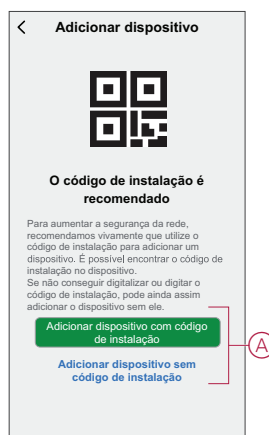 Adicionar dispositivo
O código de instalação é
recomendado
Para aumentar a segurança da rede,
recomendamos vivamente que utilize o
código de instalação para adicionar um
dispositivo. É possível encontrar o código de
instalação no dispositivo.
Se não conseguir digitalizar ou digitar o
código de instalação, pode ainda assim
adicionar o dispositivo sem ele.
Adicionar dispositivo com código
de instalação
A
Adicionar dispositivo sem
código de instalação